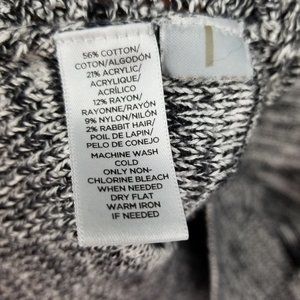 56% COTTON/
COTON/ALGODÓN
21% ACRYLIC/
ACRYLIQUE/
ACRÍLICO
12% RAYON/
RAYONNE/RAYÓN
9% NYLON/NILÓN
2% RABBIT HAIR/
POIL DE LAPIN/
PELO DE CONEJO
MACHINE WASH
COLD
ONLY NON-
CHLORINE BLEACH
WHEN NEEDED
DRY FLAT
WARM IRON
IF NEEDED